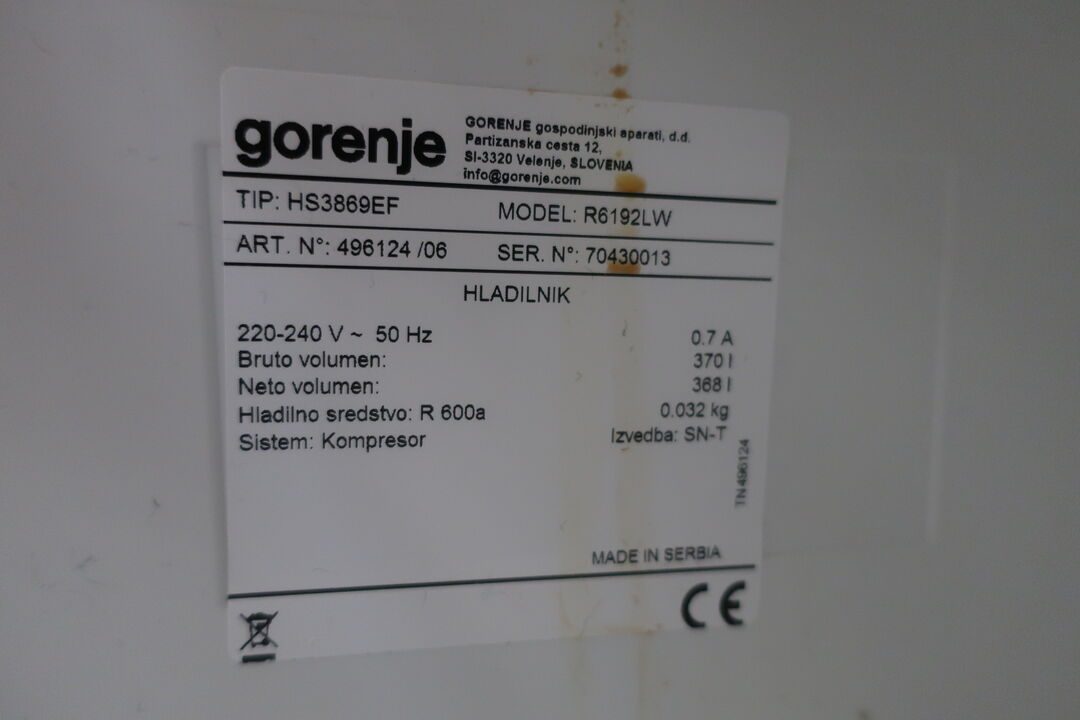 gorenje
GORENJE gospodinjski aparati, d.d.
Partizanska cesta 12,
SI-3320 Velenje, SLOVENIA
info@gorenje.com
TIP: HS3869EF
MODEL: R6192LW
ART. N°: 496124 /06
SER. N°: 70430013
HLADILNIK
220-240 V ~ 50 Hz
0.7 A
Bruto volumen:
370 l
Neto volumen:
368 l
Hladilno sredstvo: R 600a
0.032 kg
Sistem: Kompresor
Izvedba: SN-T
TN496124
MADE IN SERBIA
CE